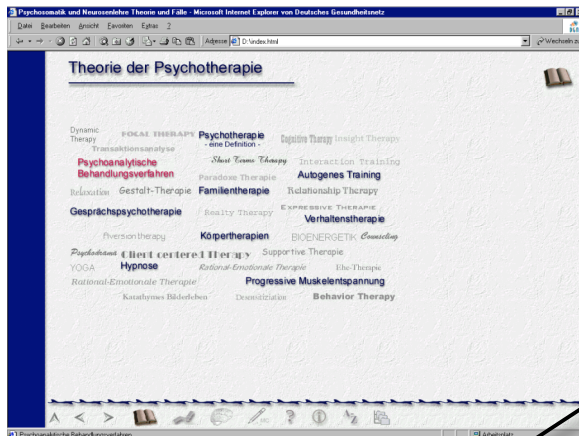 Psychosomatik und Neurosenlehre Theorie und Fälle - Microsoft Internet Explorer von Deutsches Gesundheitsnetz
Datei Bearbeiten Ansicht Favoriten Extras ?
Adresse D:\index.html Wechseln zu
Theorie der Psychotherapie
Dynamic Therapy FOCAL THERAPY Psychotherapie - eine Definition - Cognitive Therapy Insight Therapy
Transaktionsanalyse
Psychoanalytische Behandlungsverfahren Short Terme Therapy Interaction Training
Paradoxe Therapie Autogenes Training
Relaxation Gestalt-Therapie Familientherapie Relationship Therapy
Gesprächspsychotherapie Realty Therapy EXPRESSIVE THERAPIE
Verhaltenstherapie
Aversiontherapy Körpertherapien BIOENERGETIK Counseling
Psychodrama Client centered Therapy Supportive Therapie
YOGA Hypnose Rational-Emotionale Therapie Ehe-Therapie
Rational-Emotionale Therapie Progressive Muskelentspannung
Katathymes Bilderleben Behavior Therapy
Psychoanalytische Behandlungsverfahren Arbeitsplatz